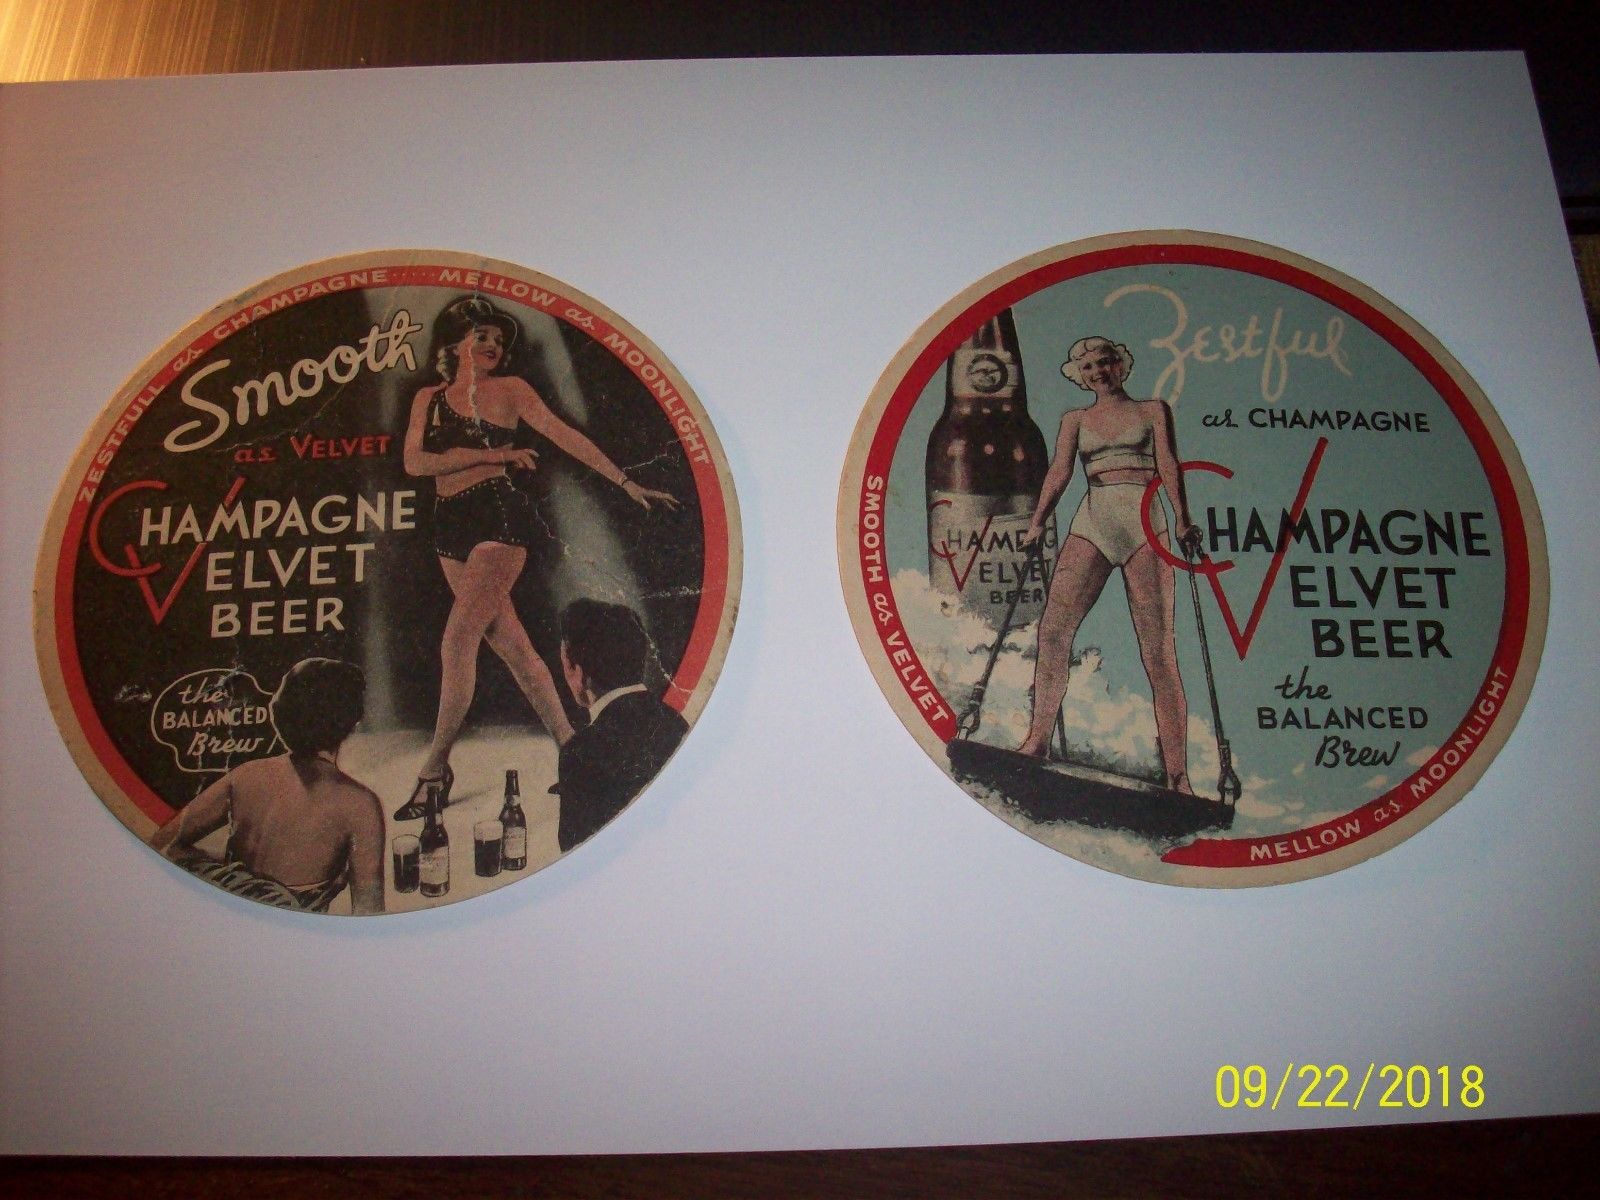 ZESTFULL as CHAMPAGNE ..... MELLOW as MOONLIGHT
Smooth
as VELVET
CHAMPAGNE
VELVET
BEER
the
BALANCED
Brew
Zestful
as CHAMPAGNE
CHAMPAGNE
VELVET
BEER
the
BALANCED
Brew
SMOOTH as VELVET
MELLOW as MOONLIGHT
CHAMPAG
VELVET
BEER
09/22/2018